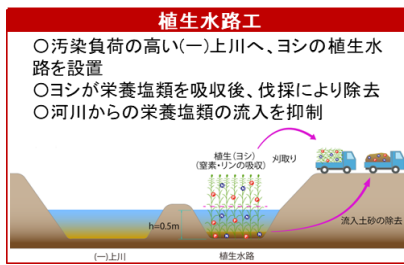 植生水路工
○汚染負荷の高い(一)上川へ、ヨシの植生水
路を設置
○ヨシが栄養塩類を吸収後、伐採により除去
○河川からの栄養塩類の流入を抑制
植生(ヨシ)
(窒素・リンの吸収)
刈取り
h=0.5m
流入土砂の除去
(一)上川
植生水路